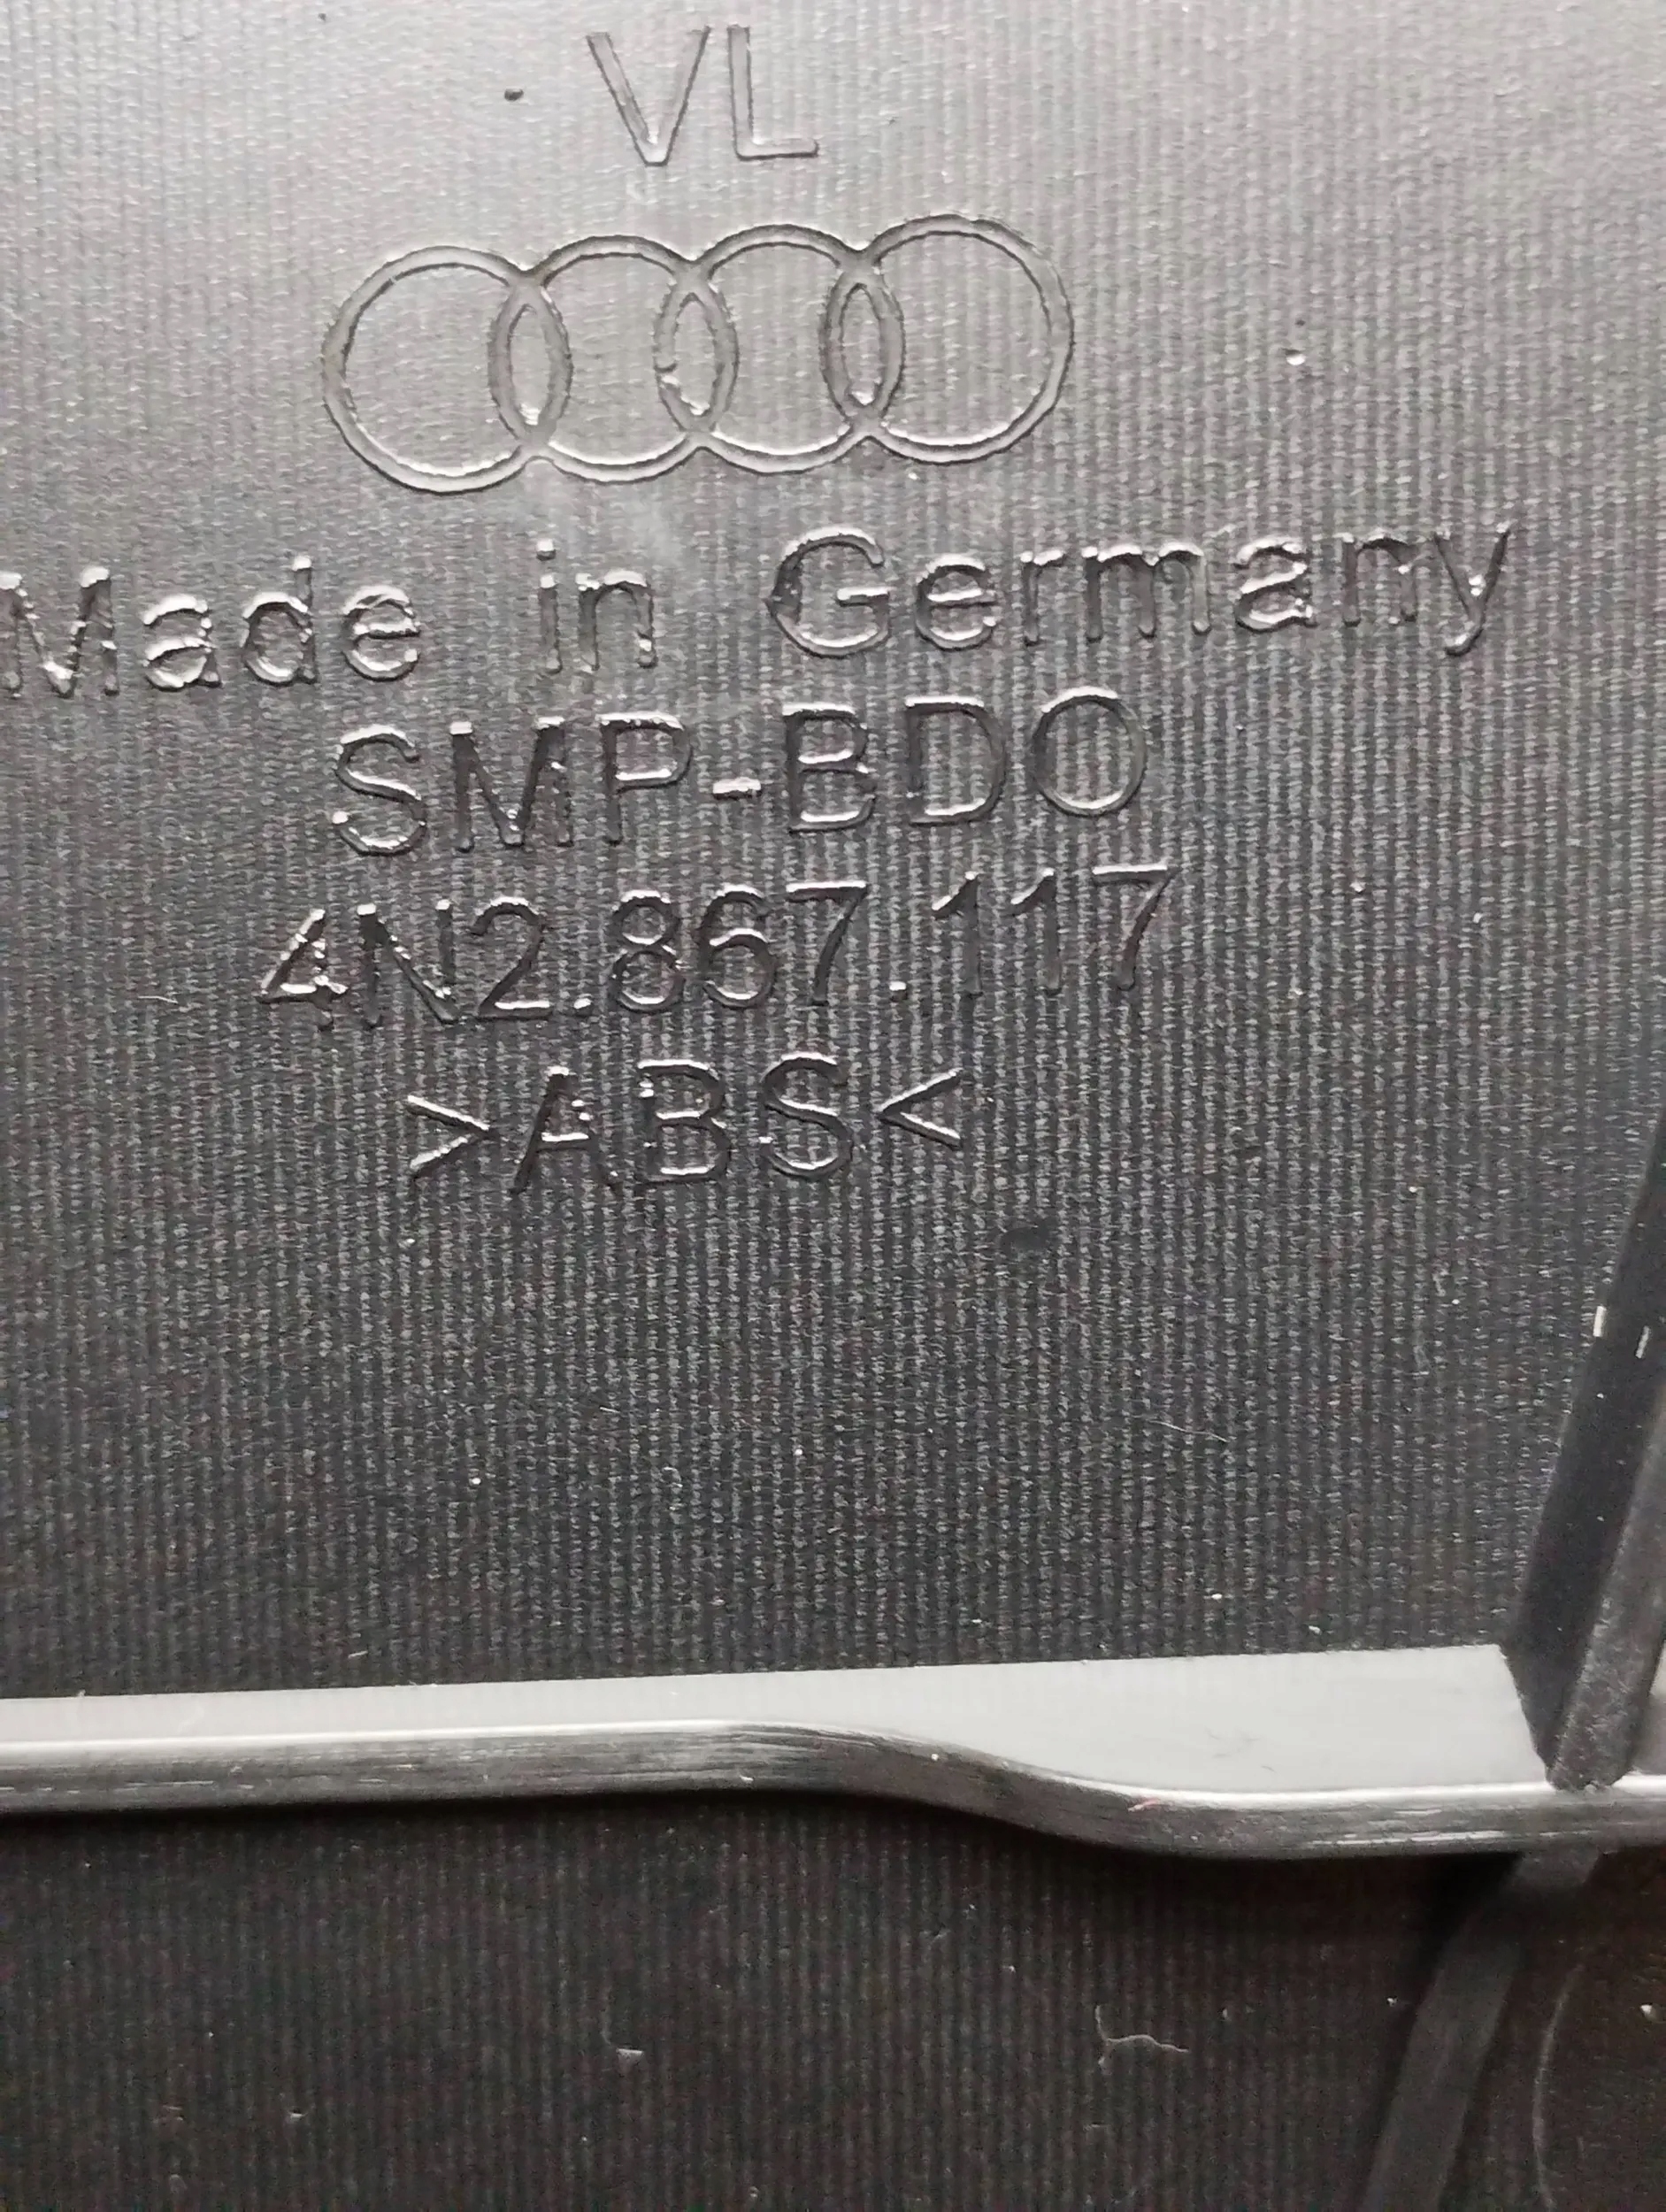 VL
Made in Germany
SMP-BDO
4N2.867.117
>ABS<